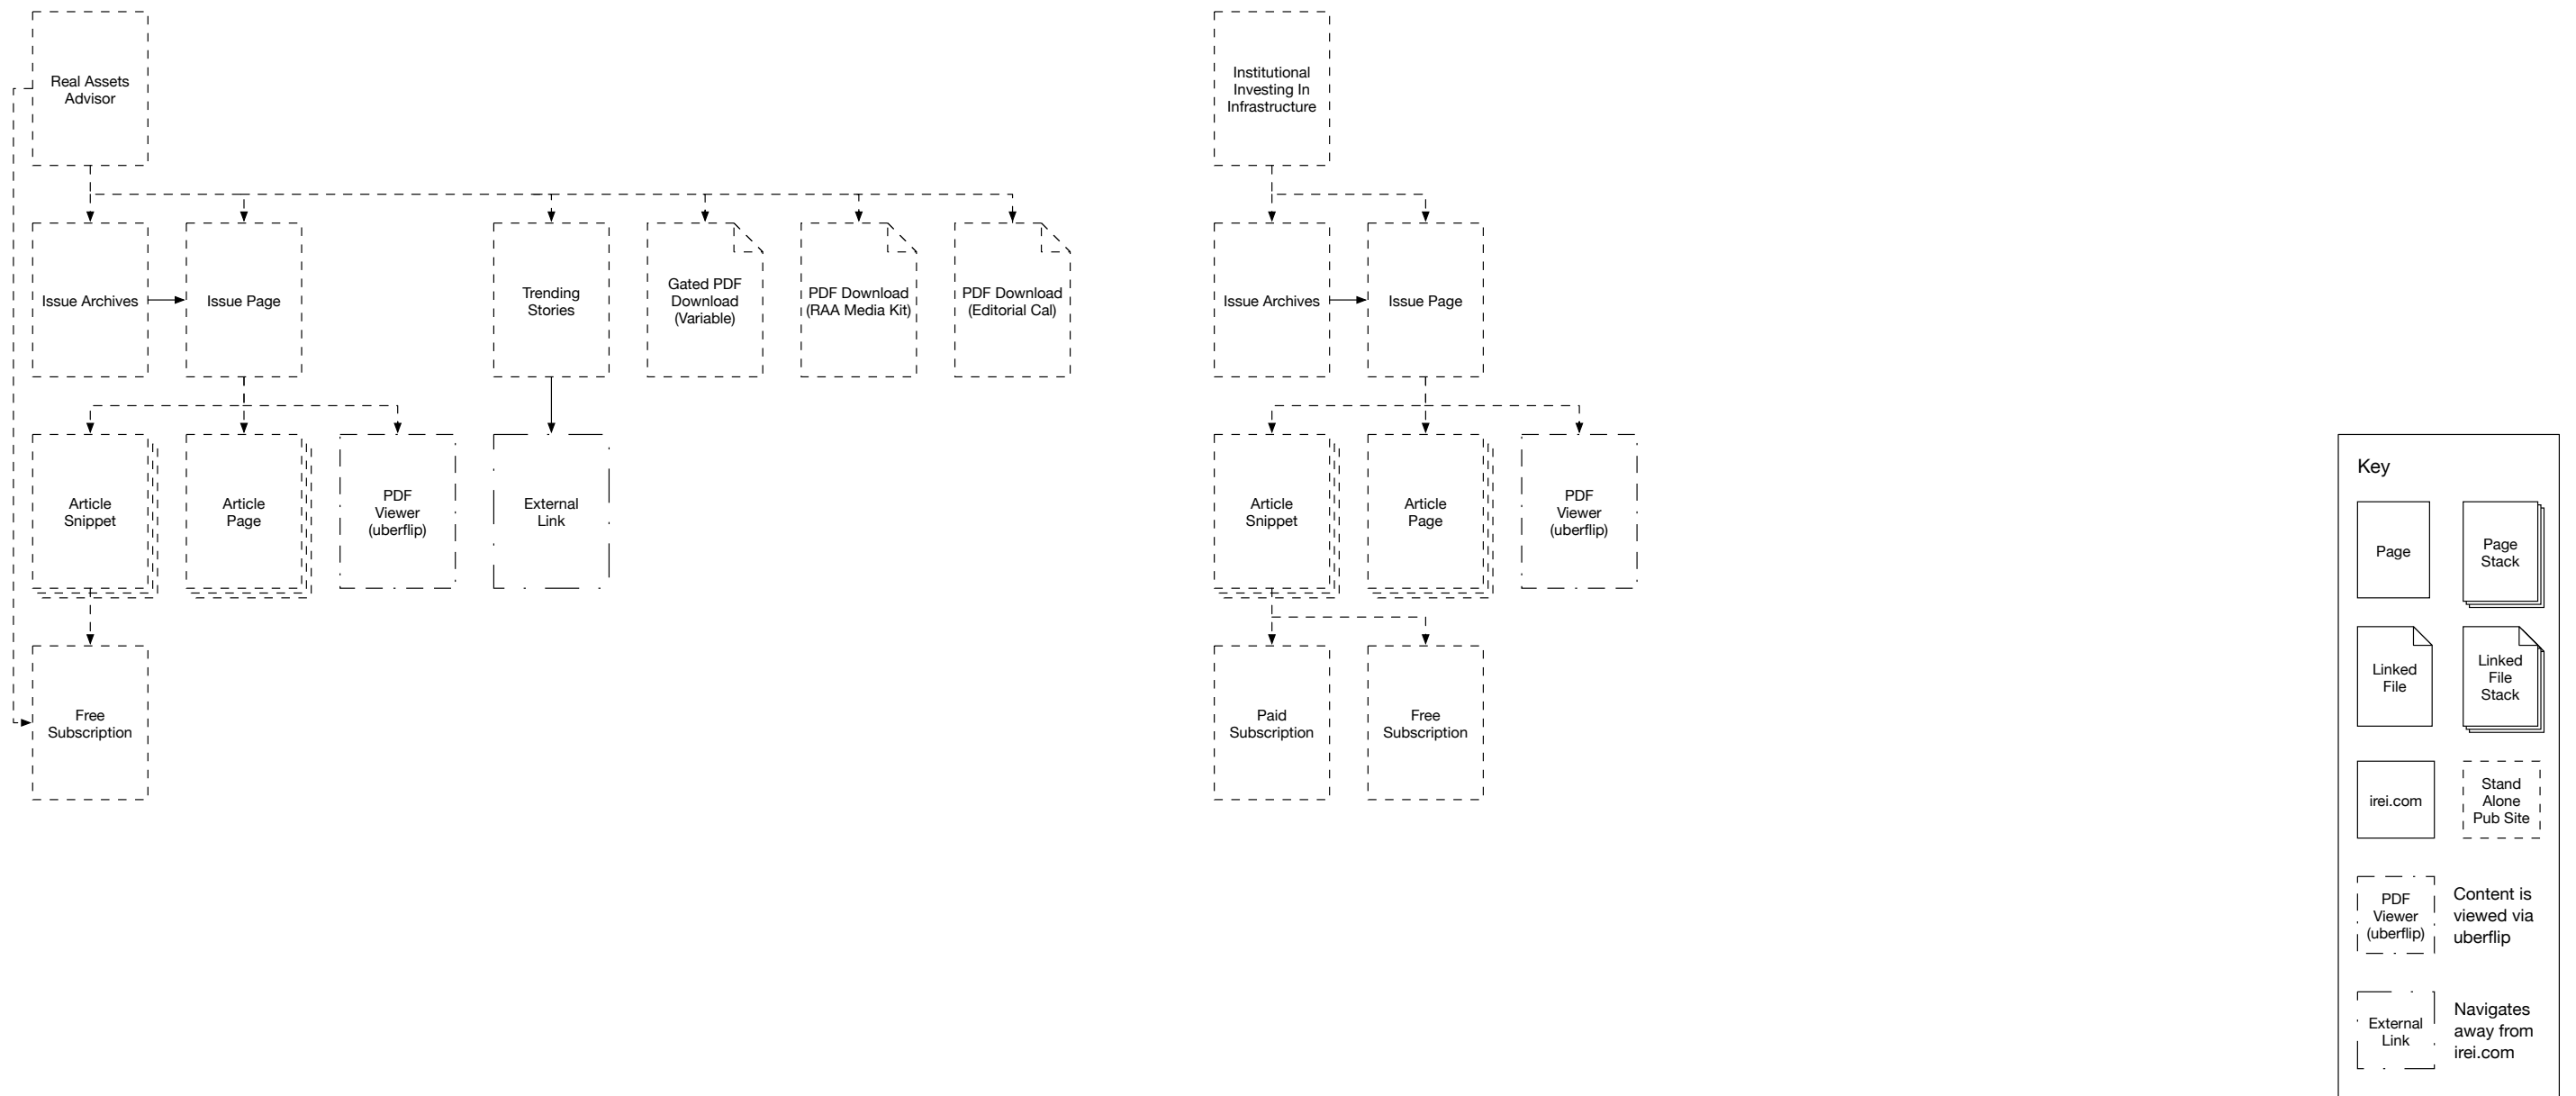 Real Assets
Advisor
Institutional
Investing In
Infrastructure
Issue Archives
Issue Page
Trending
Stories
Gated PDF
Download
(Variable)
PDF Download
(RAA Media Kit)
PDF Download
(Editorial Cal)
Issue Archives
Issue Page
Article
Snippet
Article
Page
PDF
Viewer
(uberflip)
External
Link
Article
Snippet
Article
Page
PDF
Viewer
(uberflip)
Free
Subscription
Paid
Subscription
Free
Subscription
Key
Page
Page
Stack
Linked
File
Linked
File
Stack
irei.com
Stand
Alone
Pub Site
PDF
Viewer
(uberflip)
Content is
viewed via
uberflip
External
Link
Navigates
away from
irei.com